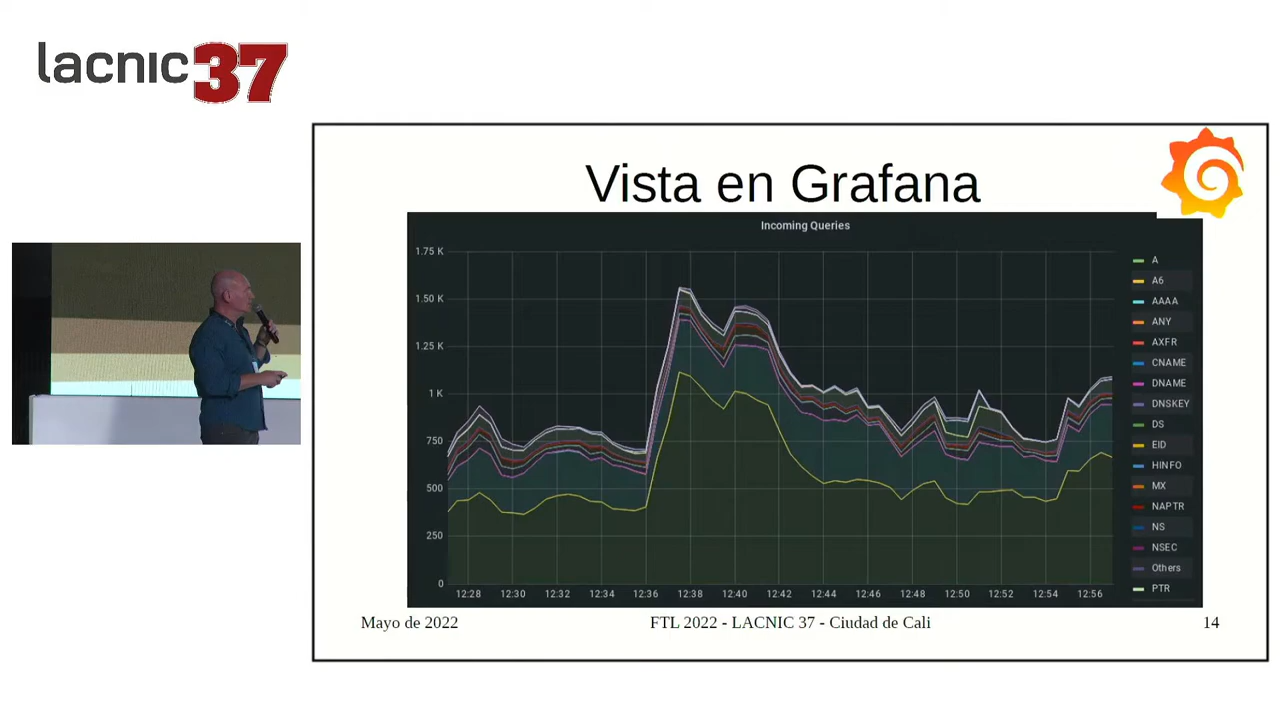 lacnic37
Vista en Grafana
Incoming Queries
1.75 K
1.50 K
1.25 K
1 K
750
500
250
0
12:28 12:30 12:32 12:34 12:36 12:38 12:40 12:42 12:44 12:46 12:48 12:50 12:52 12:54 12:56
A
A6
AAAA
ANY
AXFR
CNAME
DNAME
DNSKEY
DS
EID
HINFO
MX
NAPTR
NS
NSEC
Others
PTR
Mayo de 2022 FTL 2022 - LACNIC 37 - Ciudad de Cali 14